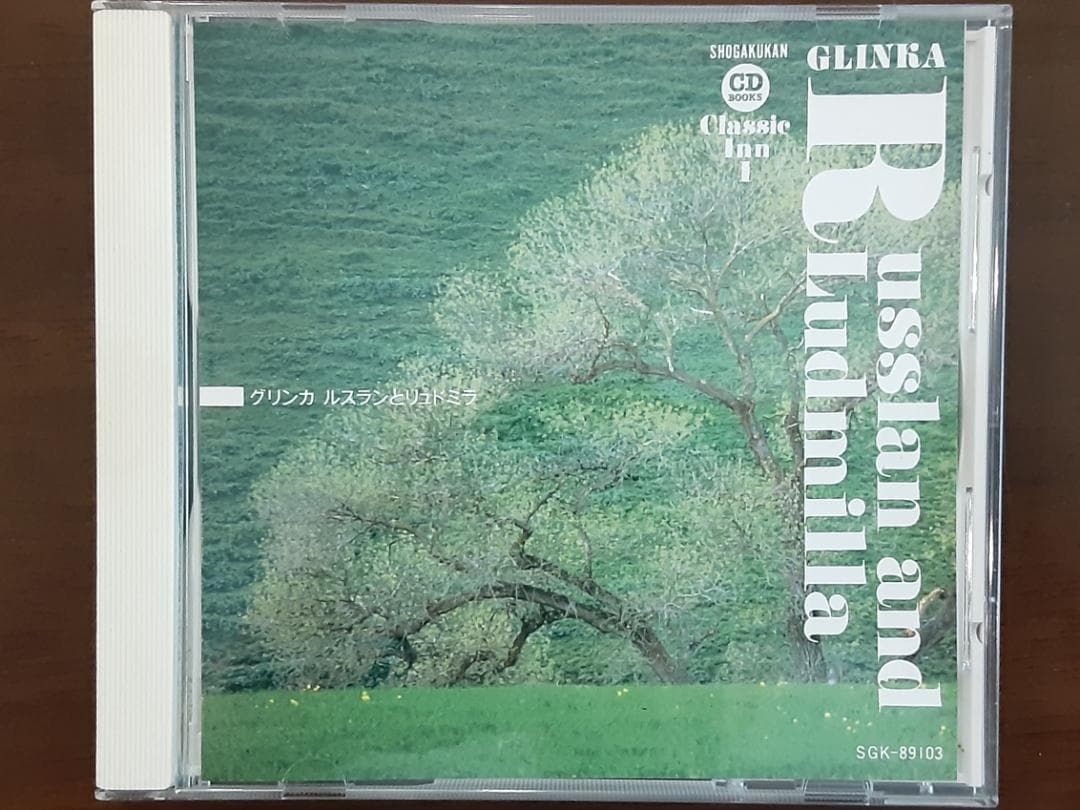 SHOGAKUKAN
CD
BOOKS
Classic
Inn
1
GLINKA
Russlan and
Ludmilla
グリンカ ルスランとリュドミラ
SGK-89103